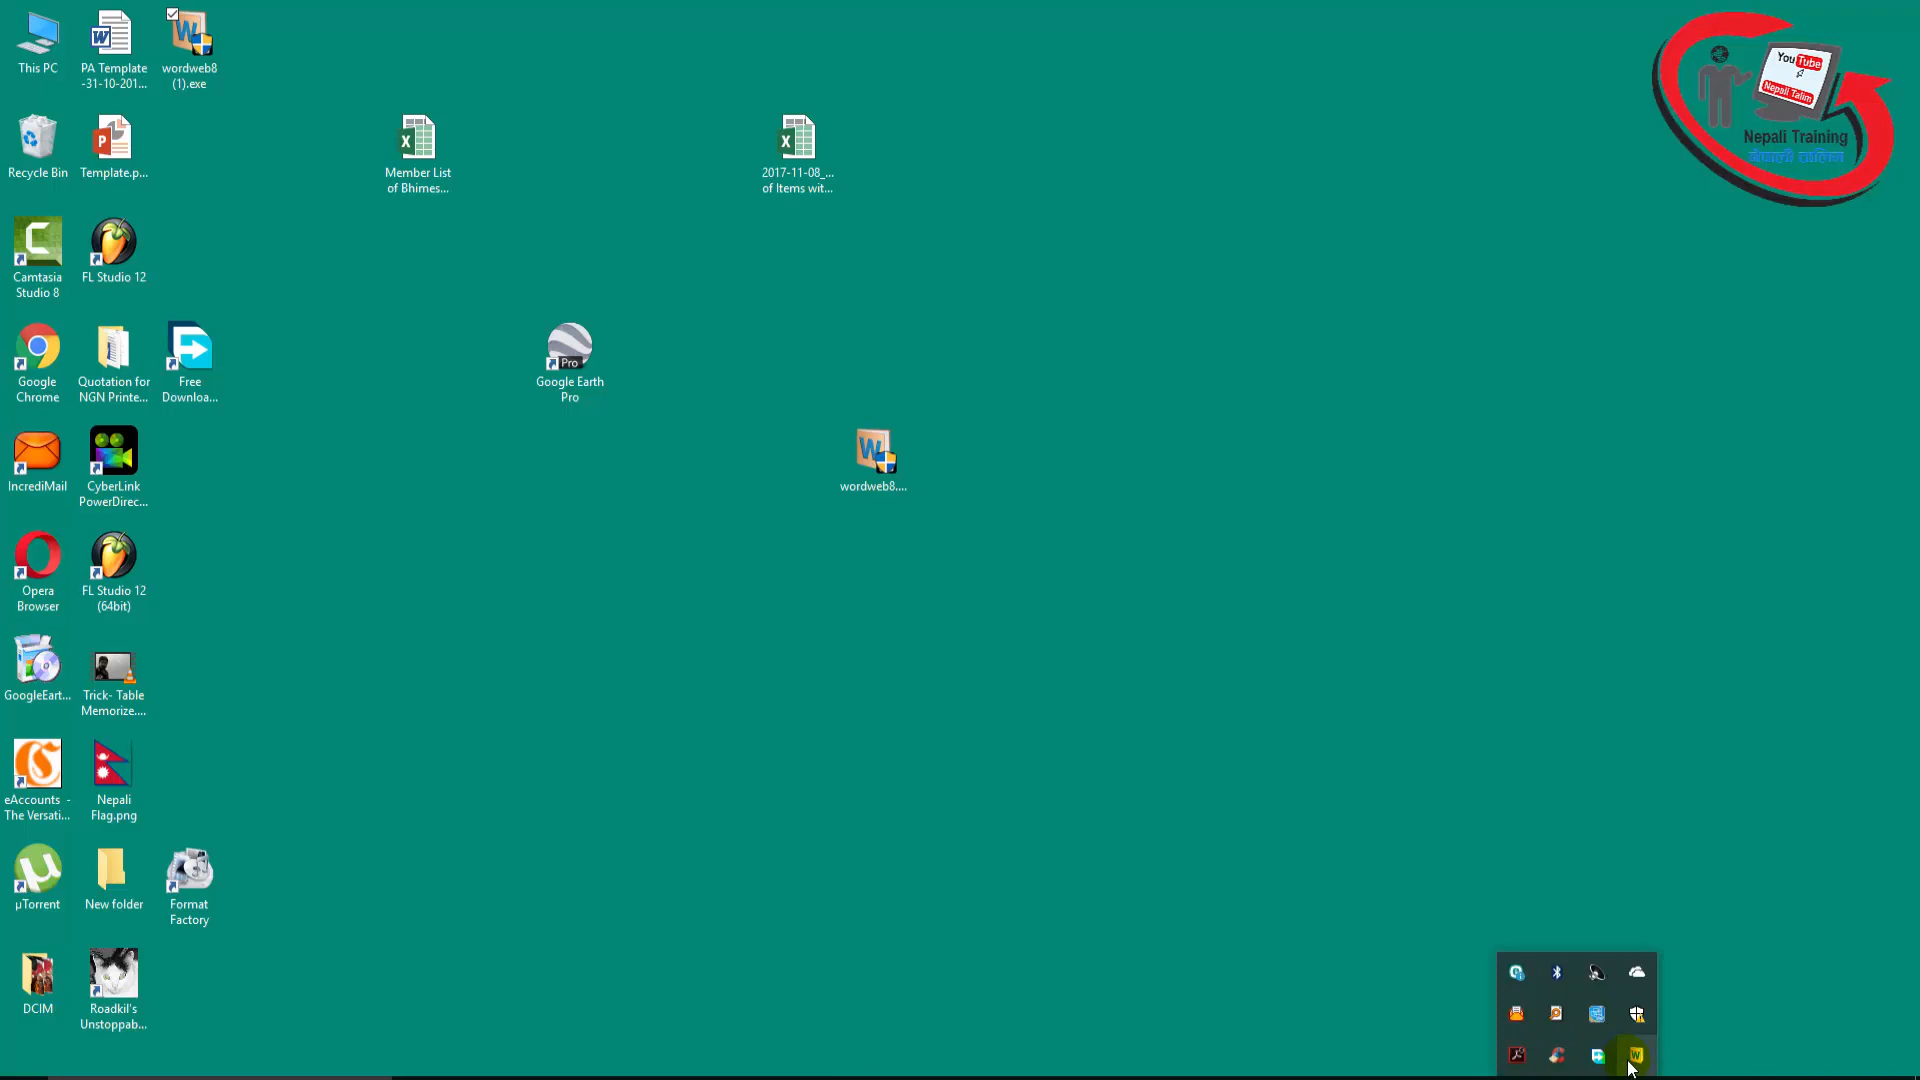 This PC
PA Template
-31-10-201...
wordweb8
(1).exe
Recycle Bin
Template.p...
Member List
of Bhimes...
2017-11-08_...
of Items wit...
You Tube
Nepali Talim
Nepali Training
नेपाली तालिम
Camtasia
Studio 8
FL Studio 12
Google
Chrome
Quotation for
NGN Printe...
Free
Downloa...
Pro
Google Earth
Pro
IncrediMail
CyberLink
PowerDirec...
wordweb8....
Opera
Browser
FL Studio 12
(64bit)
GoogleEart...
Trick- Table
Memorize....
eAccounts -
The Versati...
Nepali
Flag.png
µTorrent
New folder
Format
Factory
DCIM
Roadkil's
Unstoppab...